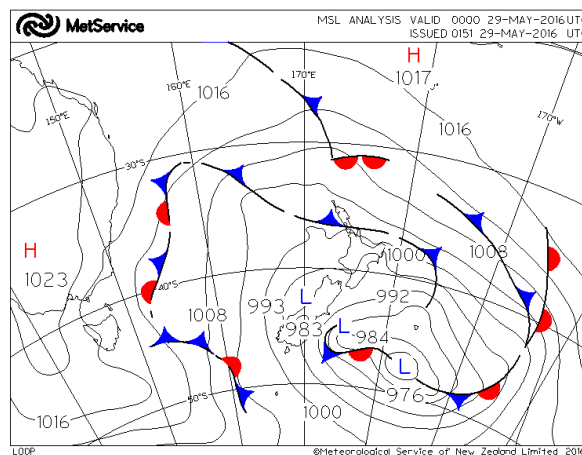 MetService
MSL ANALYSIS VALID 0000 29-MAY-2016 UTC
ISSUED 0151 29-MAY-2016 UTC
H
1017
170°E
160°E
1016
150°E
1016
170°W
30°S
H
1023
40°S
1000
1008
L
992
993
983
1008
L
984
L
976
50°S
1016
1000
LOOP
©Meteorological Service of New Zealand Limited 2016